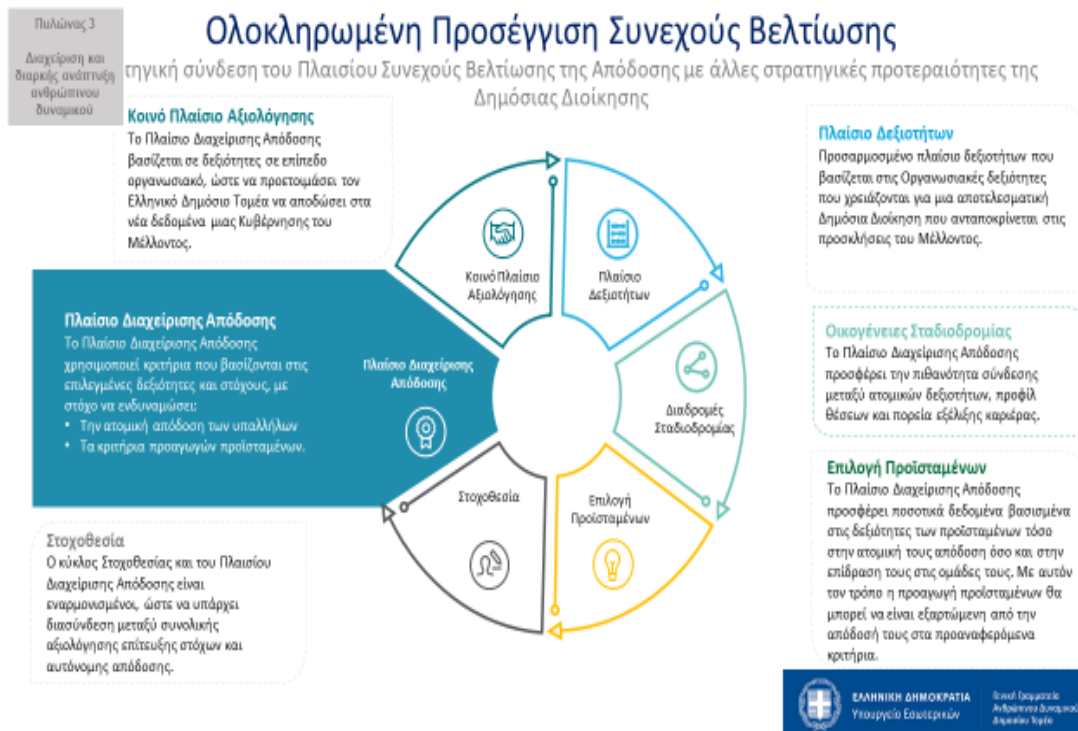 Πυλώνας 3
Διαχείριση και
διαρκής ανάπτυξη
ανθρώπινου
δυναμικού
Ολοκληρωμένη Προσέγγιση Συνεχούς Βελτίωσης
τηγική σύνδεση του Πλαισίου Συνεχούς Βελτίωσης της Απόδοσης με άλλες στρατηγικές προτεραιότητες της
Δημόσιας Διοίκησης
Κοινό Πλαίσιο Αξιολόγησης
Το Πλαίσιο Διαχείρισης Απόδοσης
βασίζεται σε δεξιότητες σε επίπεδο
οργανωσιακό, ώστε να προετοιμάσει τον
Ελληνικό Δημόσιο Τομέα να αποδώσει στα
νέα δεδομένα μιας Κυβέρνησης του
Μέλλοντος.
Πλαίσιο Διαχείρισης Απόδοσης
Το Πλαίσιο Διαχείρισης Απόδοσης
χρησιμοποιεί κριτήρια που βασίζονται στις
επιλεγμένες δεξιότητες και στόχους, με
στόχο να ενδυναμώσει:
• Την ατομική απόδοση των υπαλλήλων
• Τα κριτήρια προαγωγών προϊσταμένων.
Στοχοθεσία
Ο κύκλος Στοχοθεσίας και του Πλαισίου
Διαχείρισης Απόδοσης είναι
εναρμονισμένοι, ώστε να υπάρχει
διασύνδεση μεταξύ συνολικής
αξιολόγησης επίτευξης στόχων και
αυτόνομης απόδοσης.
Κοινό Πλαίσιο
Αξιολόγησης
Πλαίσιο
Δεξιοτήτων
Πλαίσιο Διαχείρισης
Απόδοσης
Διαδρομές
Σταδιοδρομίας
Στοχοθεσία
Επιλογή
Προϊσταμένων
Πλαίσιο Δεξιοτήτων
Προσαρμοσμένο πλαίσιο δεξιοτήτων που
βασίζεται στις Οργανωσιακές δεξιότητες
που χρειάζονται για μια αποτελεσματική
Δημόσια Διοίκηση που ανταποκρίνεται στις
προσκλήσεις του Μέλλοντος.
Οικογένειες Σταδιοδρομίας
Το Πλαίσιο Διαχείρισης Απόδοσης
προσφέρει την πιθανότητα σύνδεσης
μεταξύ ατομικών δεξιοτήτων, προφίλ
θέσεων και πορεία εξέλιξης καριέρας.
Επιλογή Προϊσταμένων
Το Πλαίσιο Διαχείρισης Απόδοσης
προσφέρει ποσοτικά δεδομένα βασισμένα
στις δεξιότητες των προϊσταμένων τόσο
στην ατομική τους απόδοση όσο και στην
επίδραση τους στις ομάδες τους. Με αυτόν
τον τρόπο η προαγωγή προϊσταμένων θα
μπορεί να είναι εξαρτώμενη από την
απόδοσή τους στα προαναφερόμενα
κριτήρια.
ΕΛΛΗΝΙΚΗ ΔΗΜΟΚΡΑΤΙΑ
Υπουργείο Εσωτερικών
Γενική Γραμματεία
Ανθρώπινου Δυναμικού
Δημοσίου Τομέα